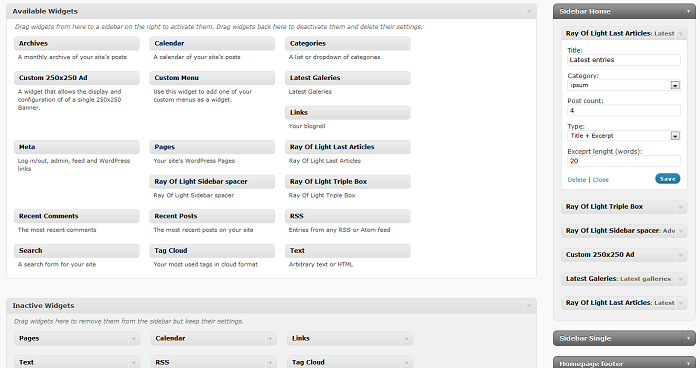 Available Widgets
Drag widgets from here to a sidebar on the right to activate them. Drag widgets back here to deactivate them and delete their settings.
Archives
A monthly archive of your site's posts
Calendar
A calendar of your site's posts
Categories
A list or dropdown of categories
Custom 250x250 Ad
A widget that allows the display and
configuration of of a single 250x250
Banner.
Custom Menu
Use this widget to add one of your
custom menus as a widget.
Latest Galeries
Latest Galeries
Links
Your blogroll
Meta
Log in/out, admin, feed and WordPress
links
Pages
Your site's WordPress Pages
Ray Of Light Last Articles
Ray Of Light Last Articles
Ray Of Light Sidebar spacer
Ray Of Light Sidebar spacer
Ray Of Light Triple Box
Ray Of Light Triple Box
Recent Comments
The most recent comments
Recent Posts
The most recent posts on your site
RSS
Entries from any RSS or Atom feed
Search
A search form for your site
Tag Cloud
Your most used tags in cloud format
Text
Arbitrary text or HTML
Inactive Widgets
Drag widgets here to remove them from the sidebar but keep their settings.
Pages
Calendar
Links
Text
RSS
Tag Cloud
Sidebar Home
Ray Of Light Last Articles: Latest
Title:
Latest entries
Category:
ipsum
Post count:
4
Type:
Title + Excerpt
Exceprt lenght (words):
20
Delete | Close
Save
Ray Of Light Triple Box
Ray Of Light Sidebar spacer: Adv
Custom 250x250 Ad
Latest Galeries: Latest galleries
Ray Of Light Last Articles: Latest
Sidebar Single
Homepage footer